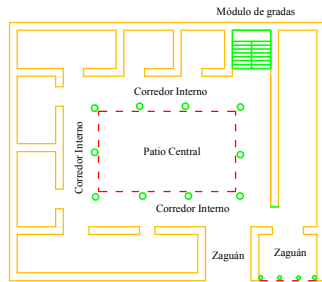 Módulo de gradas
Corredor Interno
Corredor Interno
Patio Central
Corredor Interno
Zaguán
Zaguán